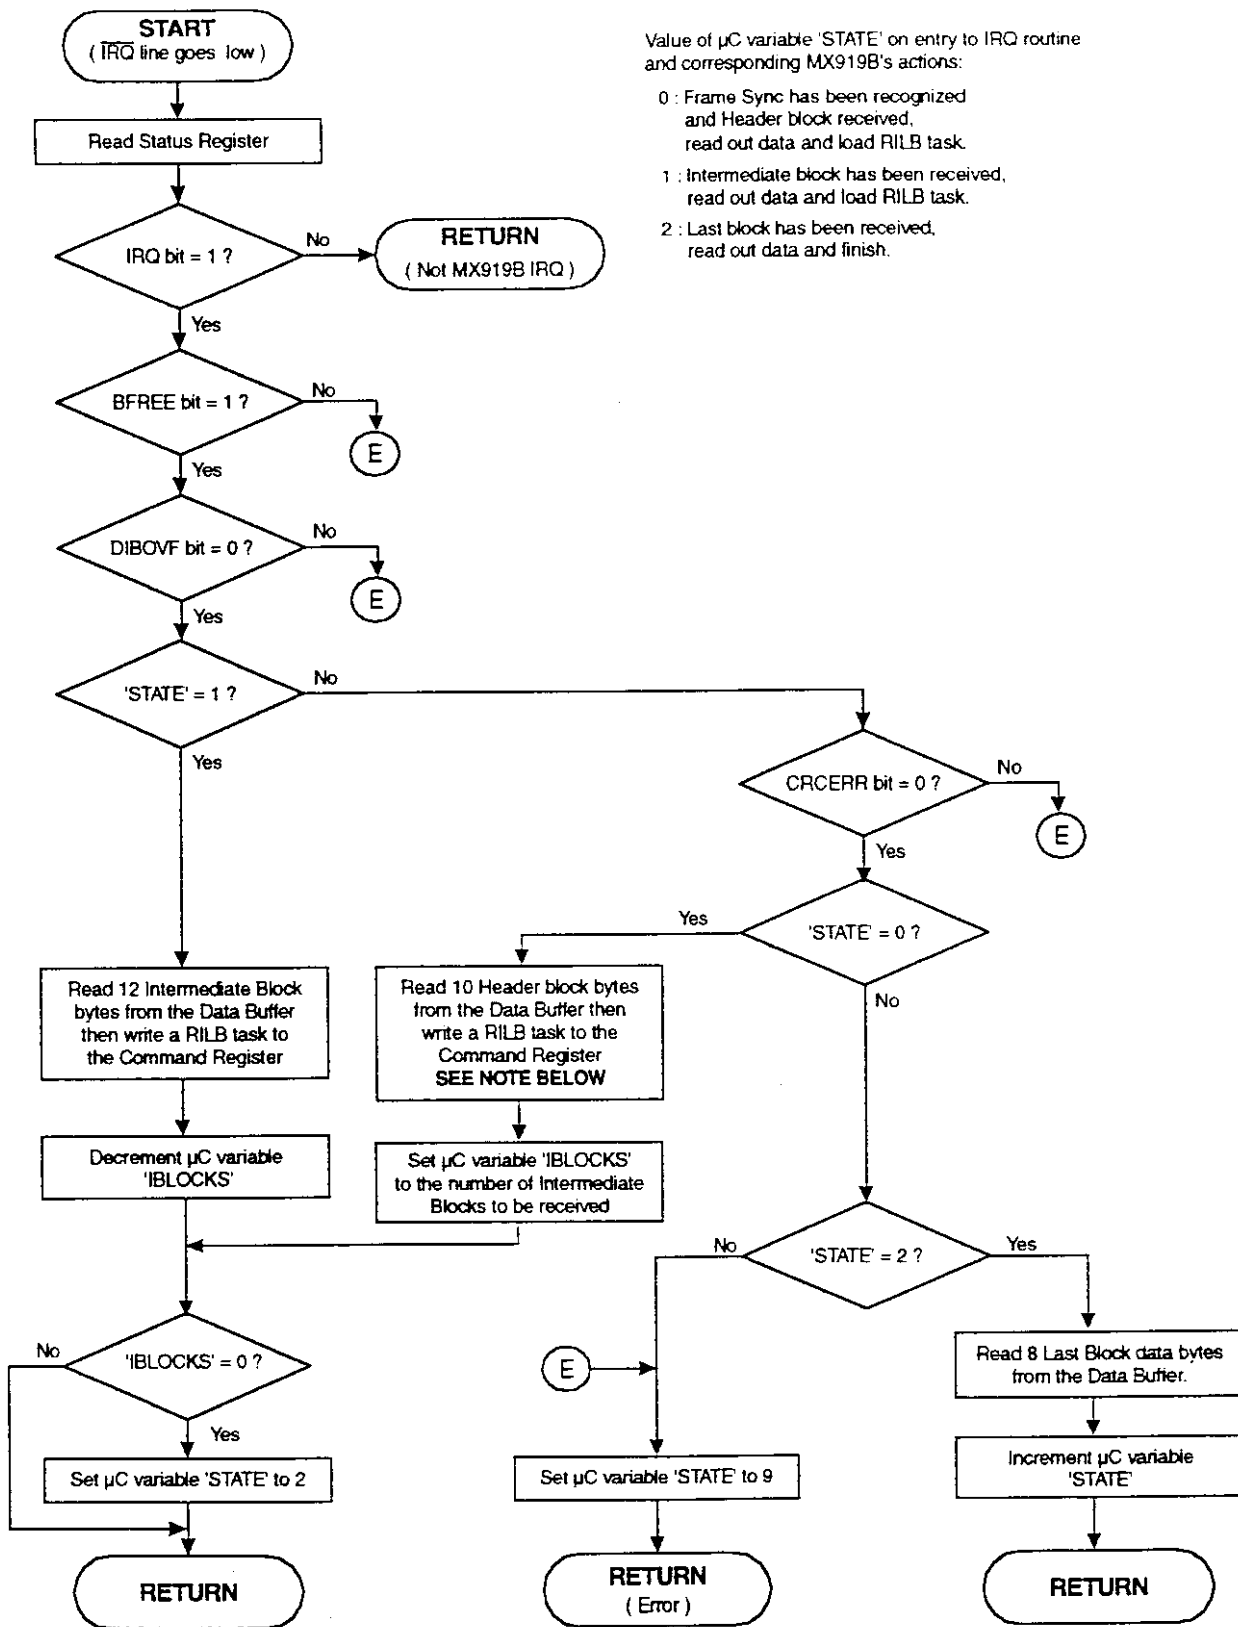 START
( IRQ line goes low )
Value of µC variable 'STATE' on entry to IRQ routine
and corresponding MX919B's actions:
0 : Frame Sync has been recognized
and Header block received,
read out data and load RILB task.
1 : Intermediate block has been received,
read out data and load RILB task.
2 : Last block has been received,
read out data and finish.
Read Status Register
IRQ bit = 1 ?
No
RETURN
( Not MX919B IRQ )
Yes
BFREE bit = 1 ?
No
E
Yes
DIBOVF bit = 0 ?
No
E
Yes
'STATE' = 1 ?
No
Yes
CRCERR bit = 0 ?
No
E
Yes
'STATE' = 0 ?
Yes
No
Read 12 Intermediate Block
bytes from the Data Buffer
then write a RILB task to
the Command Register
Read 10 Header block bytes
from the Data Buffer then
write a RILB task to the
Command Register
SEE NOTE BELOW
Decrement µC variable
'IBLOCKS'
Set µC variable 'IBLOCKS'
to the number of Intermediate
Blocks to be received
'STATE' = 2 ?
No
Yes
'IBLOCKS' = 0 ?
No
Yes
E
Read 8 Last Block data bytes
from the Data Buffer.
Set µC variable 'STATE' to 2
Set µC variable 'STATE' to 9
Increment µC variable
'STATE'
RETURN
RETURN
( Error )
RETURN